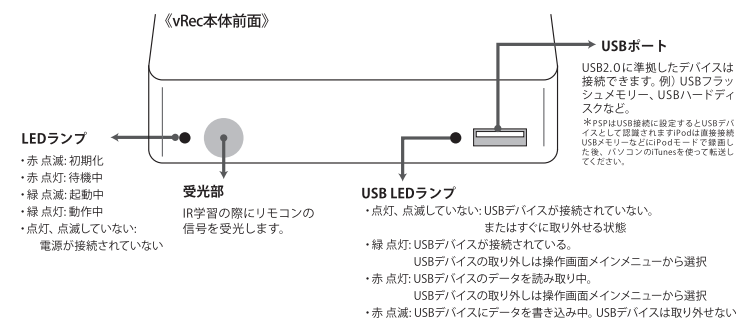 《vRec本体前面》
USBポート
USB2.0に準拠したデバイスは
接続できます。例) USBフラッ
シュメモリー、USBハードディ
スクなど。
＊PSPはUSB接続に設定するとUSBデバ
イスとして認識されますiPodは直接接続
USBメモリーなどにiPodモードで録画し
た後、パソコンのiTunesを使って転送し
てください。
LEDランプ
・赤 点滅: 初期化
・赤 点灯: 待機中
・緑 点滅: 起動中
・緑 点灯: 動作中
・点灯、点滅していない:
電源が接続されていない
受光部
IR学習の際にリモコンの
信号を受光します。
USB LEDランプ
・点灯、点滅していない: USBデバイスが接続されていない。
またはすぐに取り外せる状態
・緑 点灯: USBデバイスが接続されている。
USBデバイスの取り外しは操作画面メインメニューから選択
・赤 点灯: USBデバイスのデータを読み取り中。
USBデバイスの取り外しは操作画面メインメニューから選択
・赤 点滅: USBデバイスにデータを書き込み中。USBデバイスは取り外せない